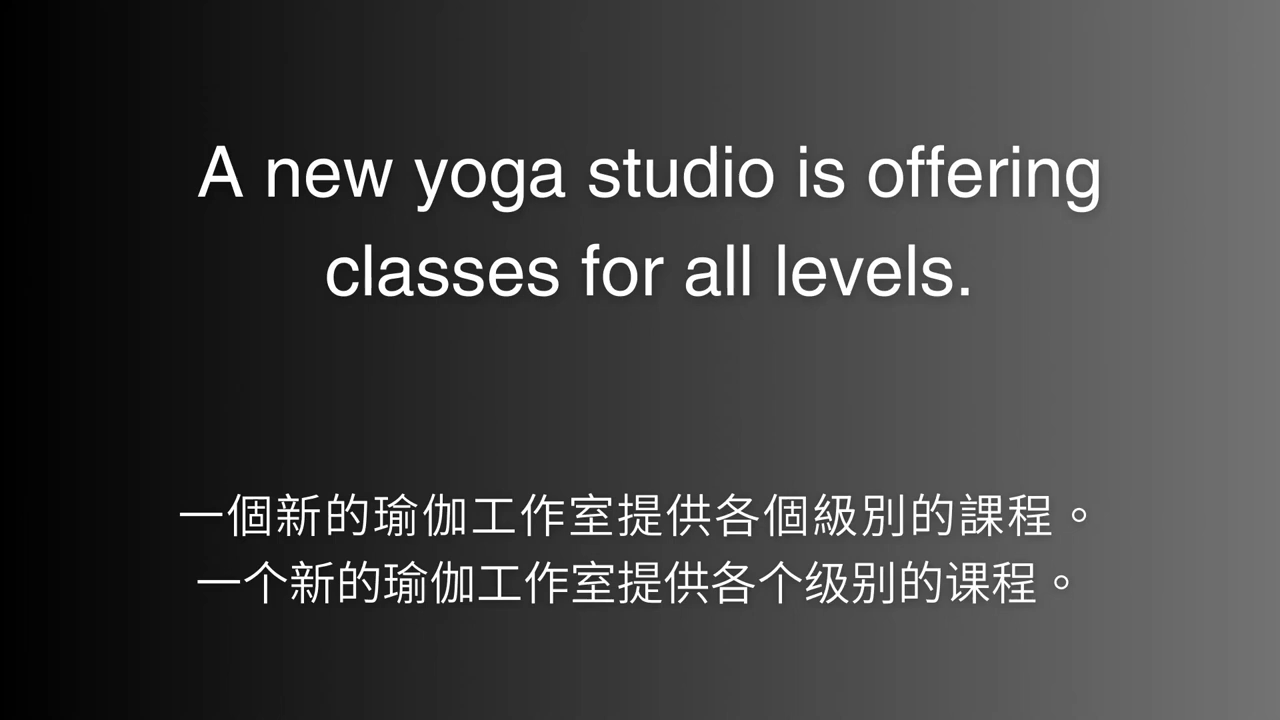 A new yoga studio is offering
classes for all levels.
一個新的瑜伽工作室提供各個級別的課程。
一个新的瑜伽工作室提供各个级别的课程。